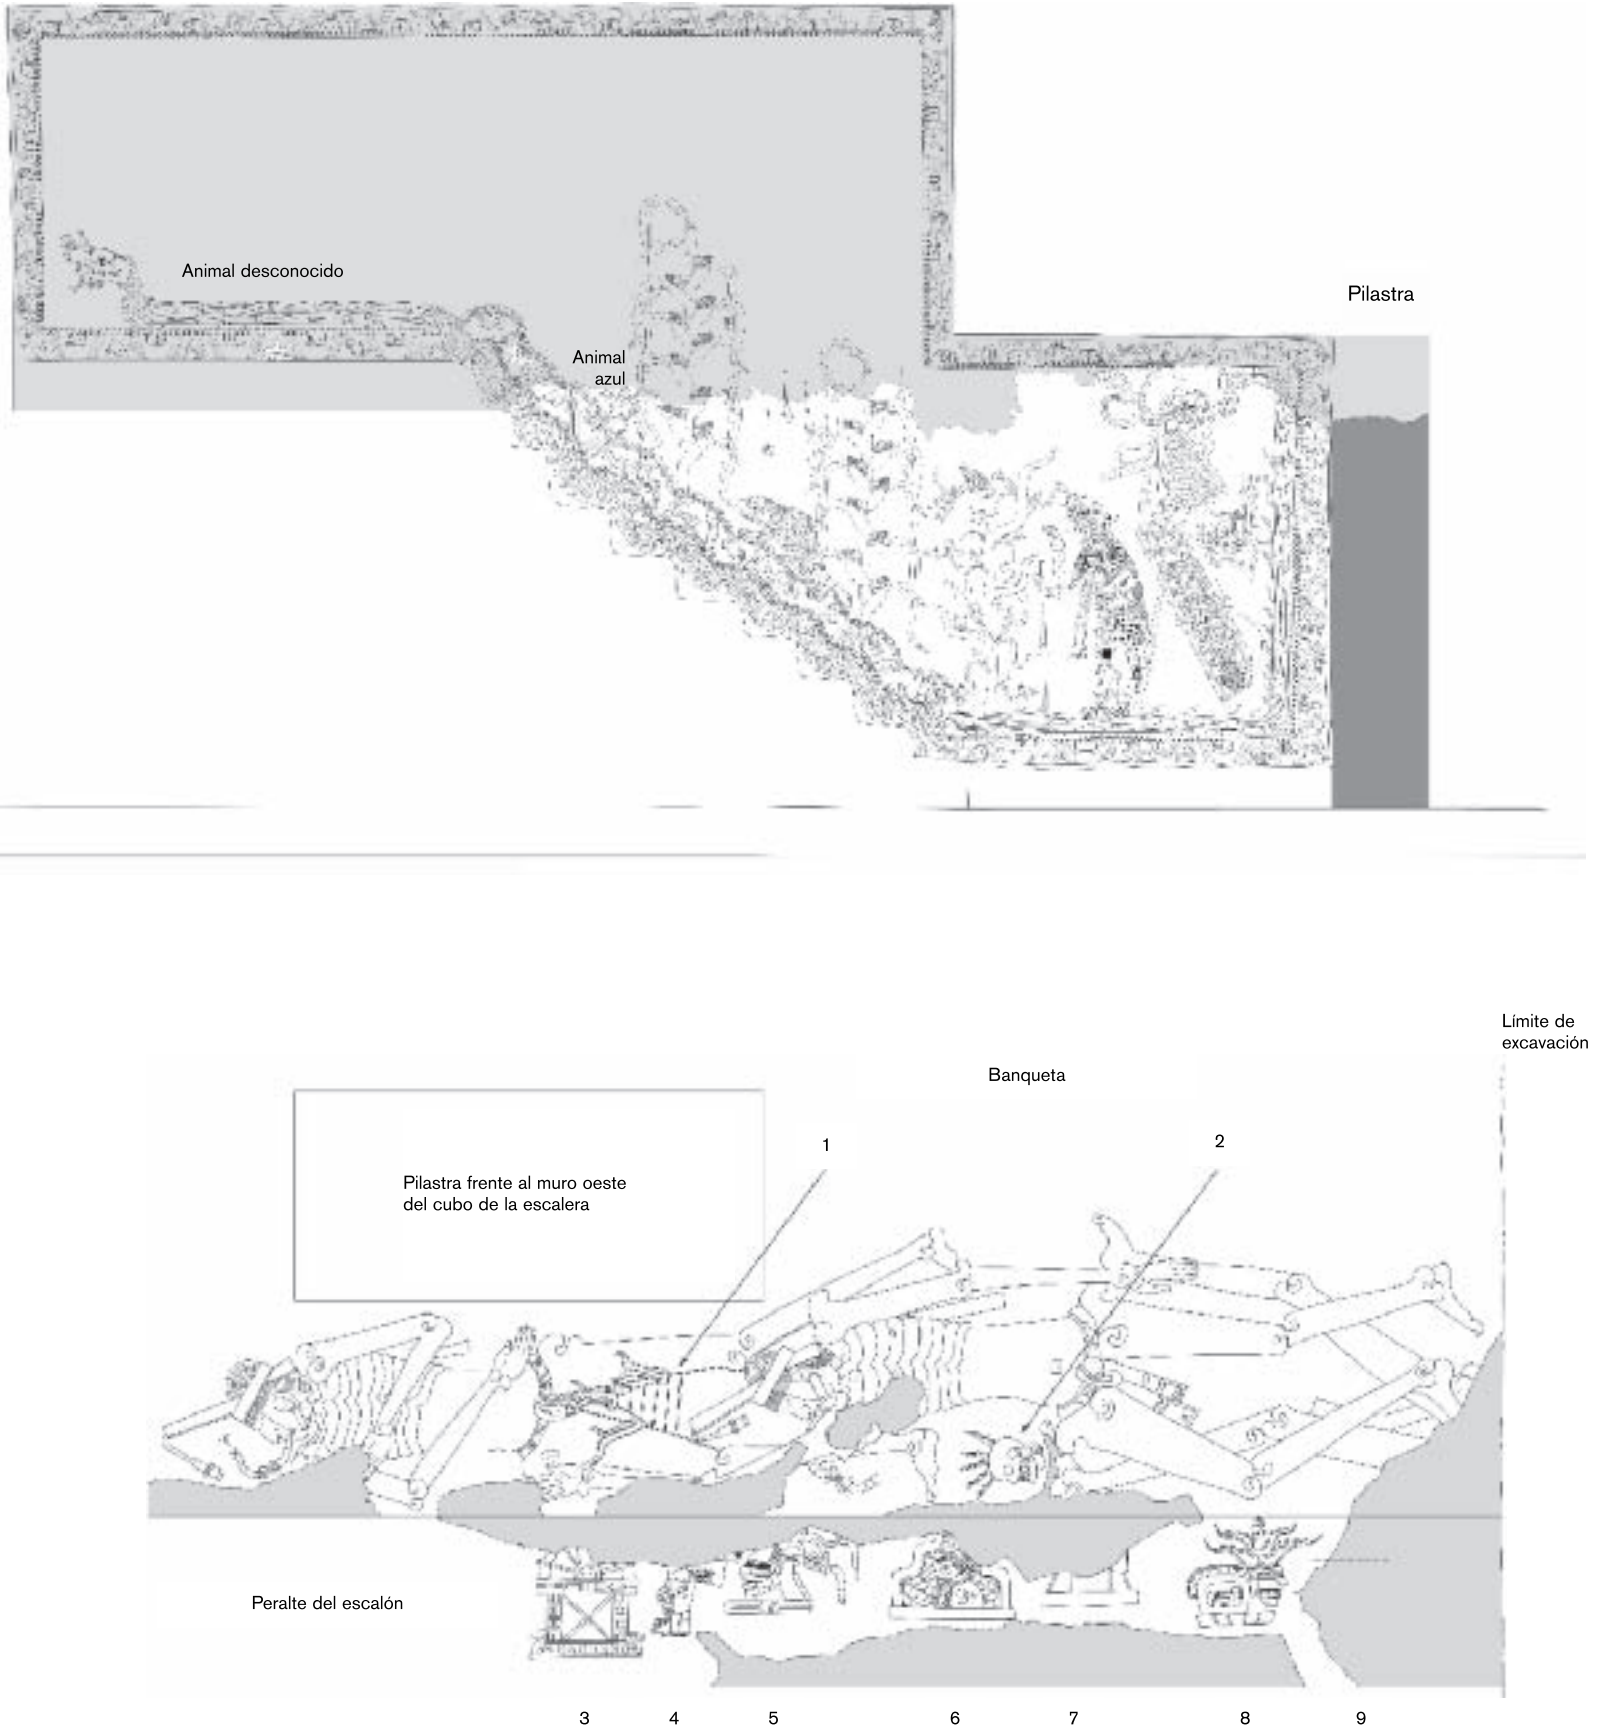 Animal desconocido
Pilastra
Animal
azul
Límite de
excavación
Banqueta
1
2
Pilastra frente al muro oeste
del cubo de la escalera
Peralte del escalón
3 4 5 6 7 8 9